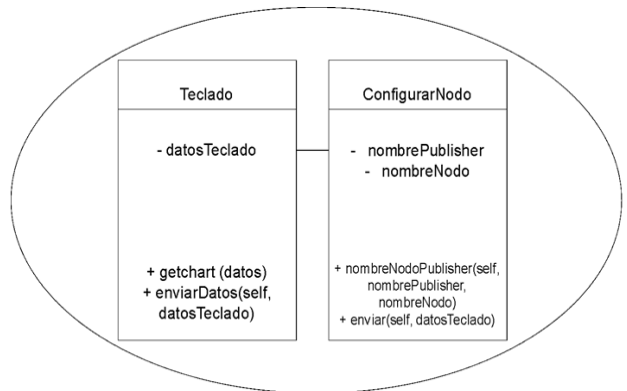 Teclado
- datosTeclado
+ getchart (datos)
+ enviarDatos(self,
datosTeclado)
ConfigurarNodo
- nombrePublisher
- nombreNodo
+ nombreNodoPublisher(self,
nombrePublisher,
nombreNodo)
+ enviar(self, datosTeclado)